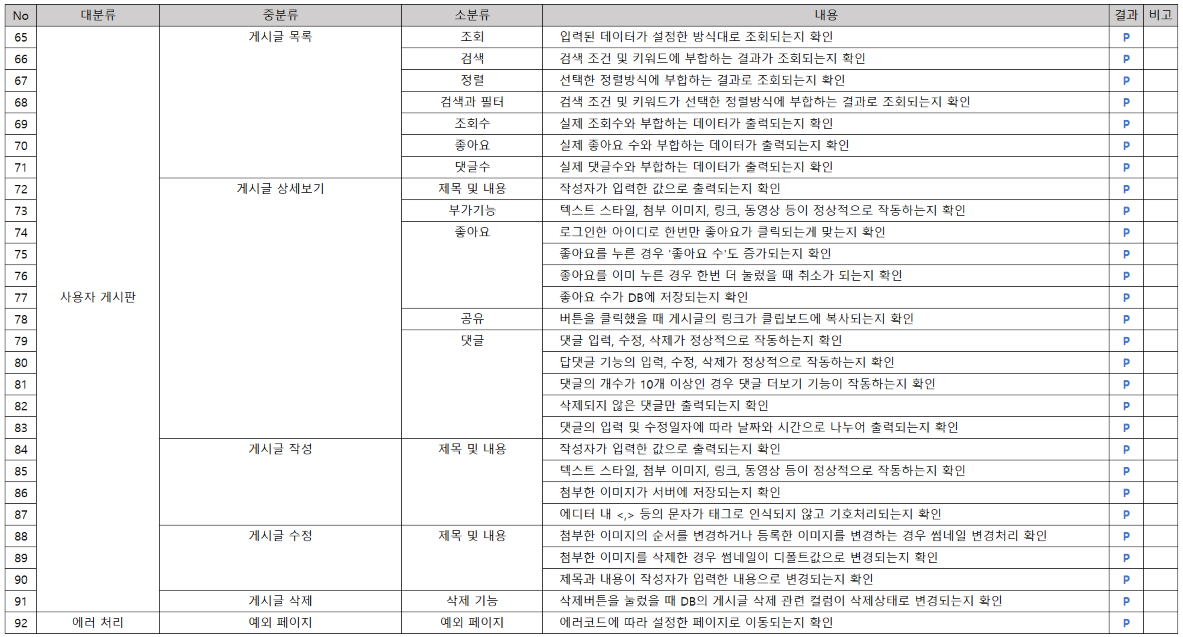 No 대분류 중분류 소분류 내용 결과 비고
65 게시글 목록 조회 입력된 데이터가 설정한 방식대로 조회되는지 확인 P
66 검색 검색 조건 및 키워드에 부합하는 결과가 조회되는지 확인 P
67 정렬 선택한 정렬방식에 부합하는 결과로 조회되는지 확인 P
68 검색과 필터 검색 조건 및 키워드가 선택한 정렬방식에 부합하는 결과로 조회되는지 확인 P
69 조회수 실제 조회수와 부합하는 데이터가 출력되는지 확인 P
70 좋아요 실제 좋아요 수와 부합하는 데이터가 출력되는지 확인 P
71 댓글수 실제 댓글수와 부합하는 데이터가 출력되는지 확인 P
72 게시글 상세보기 제목 및 내용 작성자가 입력한 값으로 출력되는지 확인 P
73 부가기능 텍스트 스타일, 첨부 이미지, 링크, 동영상 등이 정상적으로 작동하는지 확인 P
74 좋아요 로그인한 아이디로 한번만 좋아요가 클릭되는게 맞는지 확인 P
75 좋아요를 누른 경우 '좋아요 수'도 증가되는지 확인 P
76 좋아요를 이미 누른 경우 한번 더 눌렀을 때 취소가 되는지 확인 P
77 사용자 게시판 좋아요 수가 DB에 저장되는지 확인 P
78 공유 버튼을 클릭했을 때 게시글의 링크가 클립보드에 복사되는지 확인 P
79 댓글 댓글 입력, 수정, 삭제가 정상적으로 작동하는지 확인 P
80 답댓글 기능의 입력, 수정, 삭제가 정상적으로 작동하는지 확인 P
81 댓글의 개수가 10개 이상인 경우 댓글 더보기 기능이 작동하는지 확인 P
82 삭제되지 않은 댓글만 출력되는지 확인 P
83 댓글의 입력 및 수정일자에 따라 날짜와 시간으로 나누어 출력되는지 확인 P
84 게시글 작성 제목 및 내용 작성자가 입력한 값으로 출력되는지 확인 P
85 텍스트 스타일, 첨부 이미지, 링크, 동영상 등이 정상적으로 작동하는지 확인 P
86 첨부한 이미지가 서버에 저장되는지 확인 P
87 에디터 내 <,> 등의 문자가 태그로 인식되지 않고 기호처리되는지 확인 P
88 게시글 수정 제목 및 내용 첨부한 이미지의 순서를 변경하거나 등록한 이미지를 변경하는 경우 썸네일 변경처리 확인 P
89 첨부한 이미지를 삭제한 경우 썸네일이 디폴트값으로 변경되는지 확인 P
90 제목과 내용이 작성자가 입력한 내용으로 변경되는지 확인 P
91 게시글 삭제 삭제 기능 삭제버튼을 눌렀을 때 DB의 게시글 삭제 관련 컬럼이 삭제상태로 변경되는지 확인 P
92 에러 처리 예외 페이지 예외 페이지 에러코드에 따라 설정한 페이지로 이동되는지 확인 P